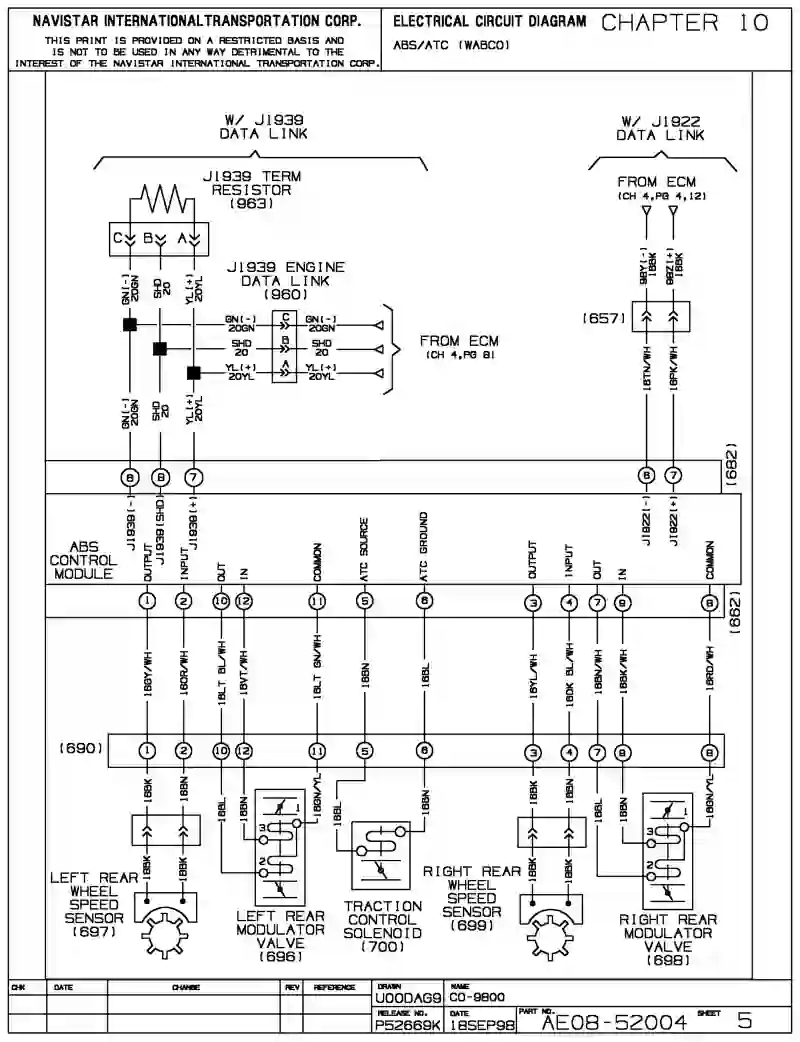 NAVISTAR INTERNATIONALTRANSPORTATION CORP.
THIS PRINT IS PROVIDED ON A RESTRICTED BASIS AND
IS NOT TO BE USED IN ANY WAY DETRIMENTAL TO THE
INTEREST OF THE NAVISTAR INTERNATIONAL TRANSPORTATION CORP.
ELECTRICAL CIRCUIT DIAGRAM CHAPTER 10
ABS/ATC (WABCO)
W/ J1939
DATA LINK
W/ J1922
DATA LINK
J1939 TERM
RESISTOR
(963)
FROM ECM
(CH 4,PG 4,12)
C B A
J1939 ENGINE
DATA LINK
(960)
GN(-)
20GN
SHD
20
YL(+)
20YL
98Y(-)
18BK
98Z(+)
18BK
GN(-)
20GN
C
GN(-)
20GN
SHD
20
B
SHD
20
YL(+)
20YL
A
YL(+)
20YL
FROM ECM
(CH 4,PG 8)
(657)
18TN/WH
18PK/WH
GN(-)
20GN
SHD
20
YL(+)
20YL
(682)
7
7
J1939(-)
J1939(SHD)
J1939(+)
J1922(-)
J1922(+)
ABS
CONTROL
MODULE
OUTPUT
INPUT
OUT
IN
COMMON
ATC SOURCE
ATC GROUND
OUTPUT
INPUT
OUT
IN
COMMON
1 2 10 12 11 5 6 3 4 7 9 8
18GY/WH
18OR/WH
18LT BL/WH
18VT/WH
18LT GN/WH
18BN
18BL
18YL/WH
18DK BL/WH
18BN/WH
18BK/WH
18RD/WH
(690)
1 2 10 12 11 5 6 3 4 7 9 8
18BK
18BN
18BL
18BN
18GN/YL
18BL
18BN
18BK
18BN
18BL
18BN
18GN/YL
1
3
2
1
3
2
18BK
18BK
18BK
18BK
LEFT REAR
WHEEL
SPEED
SENSOR
(697)
LEFT REAR
MODULATOR
VALVE
(696)
TRACTION
CONTROL
SOLENOID
(700)
RIGHT REAR
WHEEL
SPEED
SENSOR
(699)
RIGHT REAR
MODULATOR
VALVE
(698)
CHK DATE CHANGE REV REFERENCE
DRAWN
U00DAG9
NAME
CO-9800
RELEASE NO.
P52669K
DATE
18SEP98
PART NO.
AE08-52004
SHEET
5